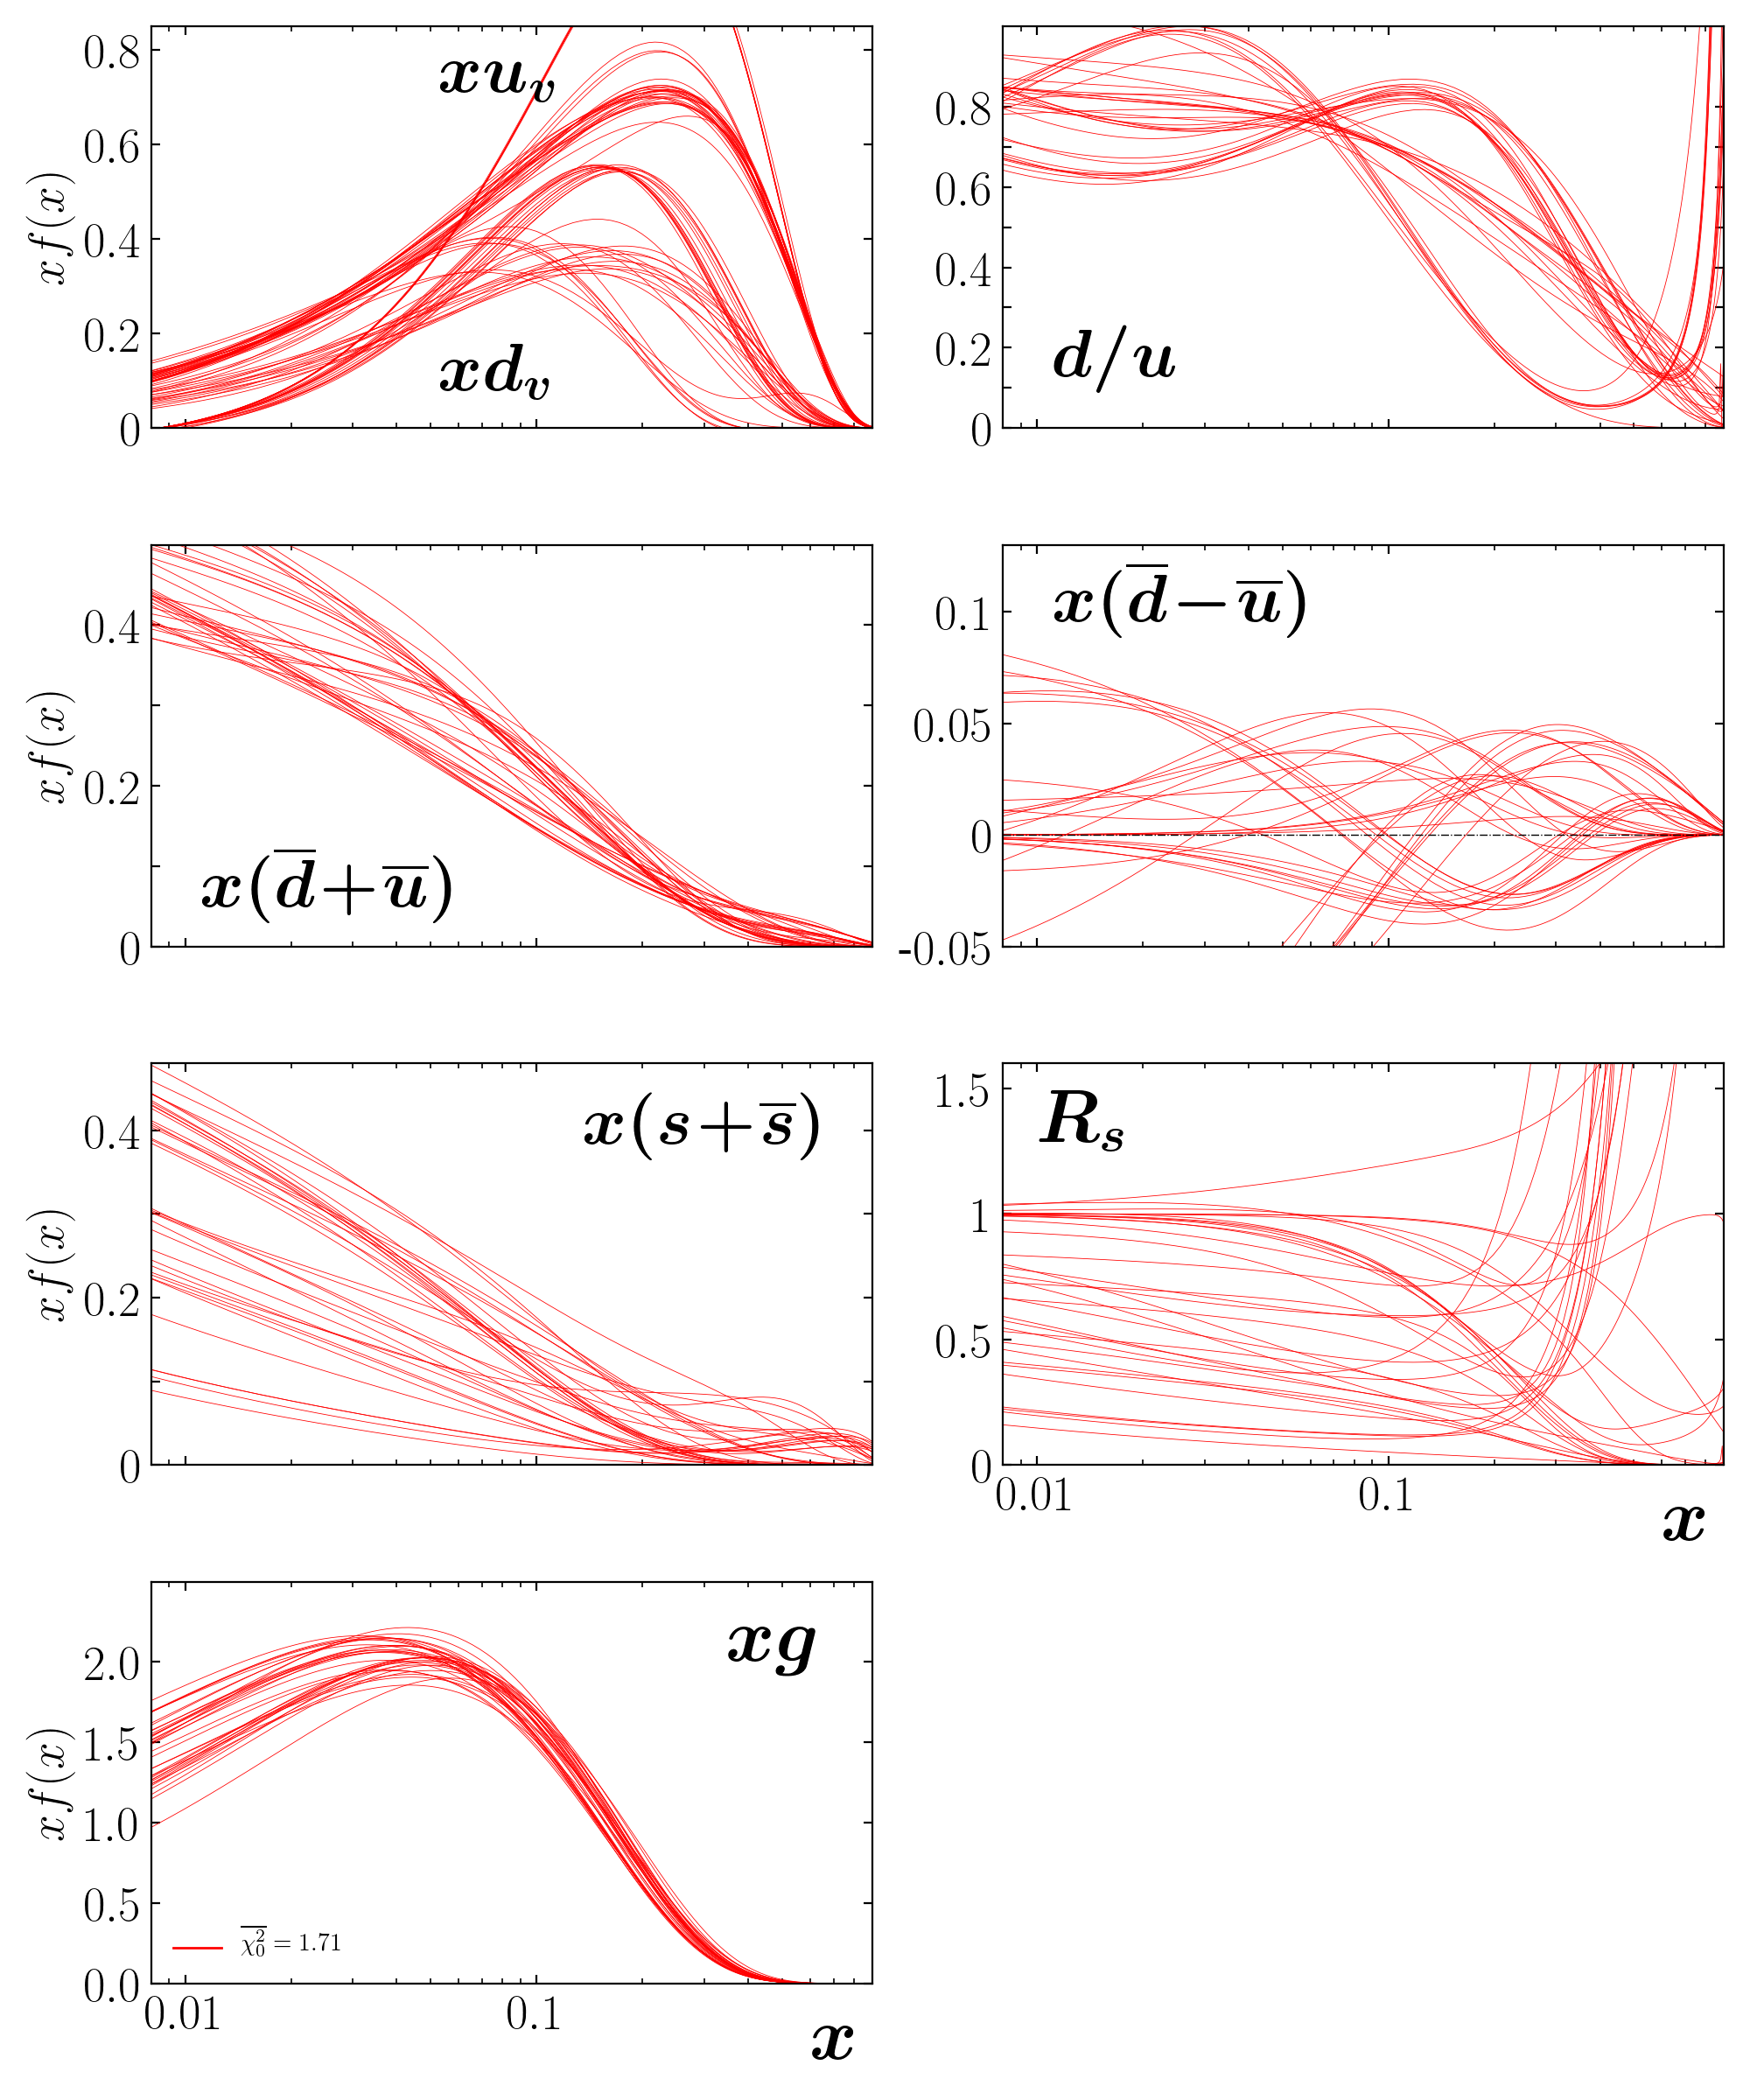 0.8
0.6
0.4
0.2
0
xf(x)
xu_v
xd_v
0.8
0.6
0.4
0.2
0
d/u
0.4
0.2
0
xf(x)
x(d̅+u̅)
0.1
0.05
0
-0.05
x(d̅−u̅)
0.4
0.2
0
xf(x)
x(s+s̅)
1.5
1
0.5
0
R_s
0.01 0.1
x
2.0
1.5
1.0
0.5
0.0
xf(x)
xg
\overline{χ_0^2} = 1.71
0.01 0.1
x